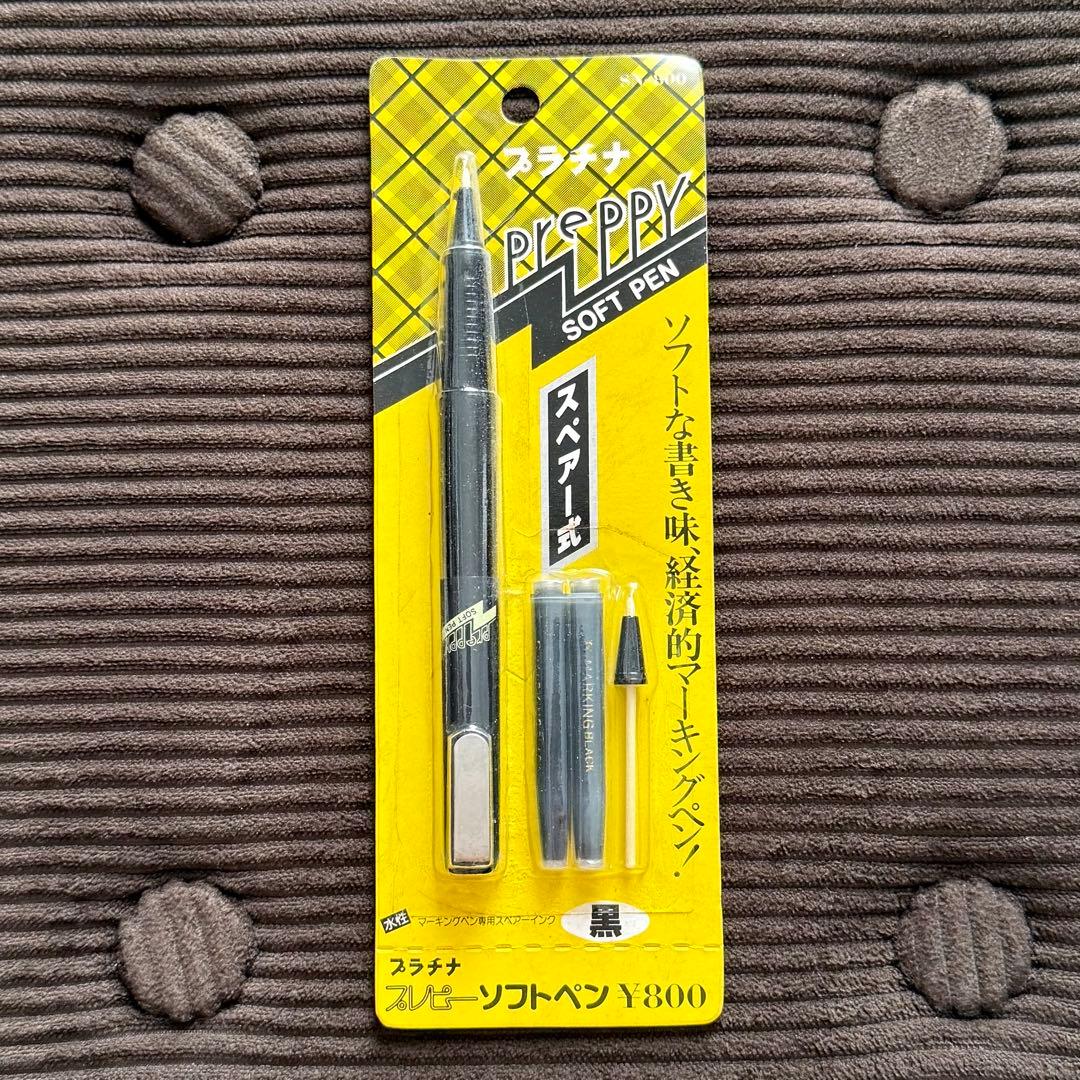 プラチナ
PrePPY
SOFT PEN
スペアー式
ソフトな書き味、経済的マーキングペン!
PrePPY
SOFT PEN
MARKING BLACK
水性
マーキングペン専用スペアーインク
黒
プラチナ
プレピーソフトペン ¥800